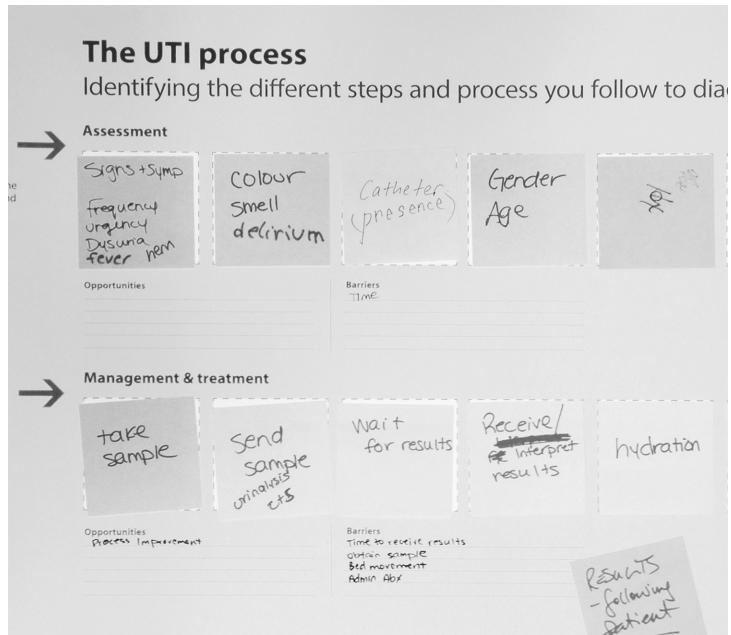 The UTI process
Identifying the different steps and process you follow to
Assessment
Signs + Symp
frequency
urgency
Dysuria
fever
Colour
smell
delirium
Catheter
(presence)
Gender
Age
Opportunities
Barriers
Time
Management & treatment
take
sample
Send
sample
urinalysis
c+s
Wait
for results
Receive/
interpret
results
hydration
Opportunities
Process Improvement
Barriers
Time to receive results
obtain sample
Bed movement
Admin Abx
RESULTS
- following
patient